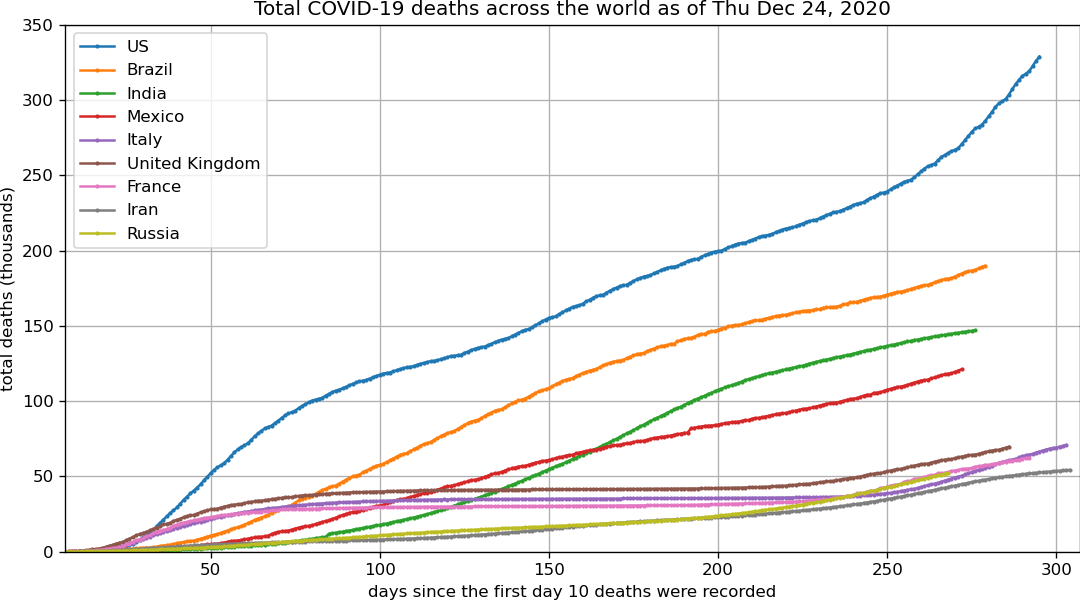 Total COVID-19 deaths across the world as of Thu Dec 24, 2020
350
300
250
200
150
100
50
0
total deaths (thousands)
US
Brazil
India
Mexico
Italy
United Kingdom
France
Iran
Russia
50
100
150
200
250
300
days since the first day 10 deaths were recorded